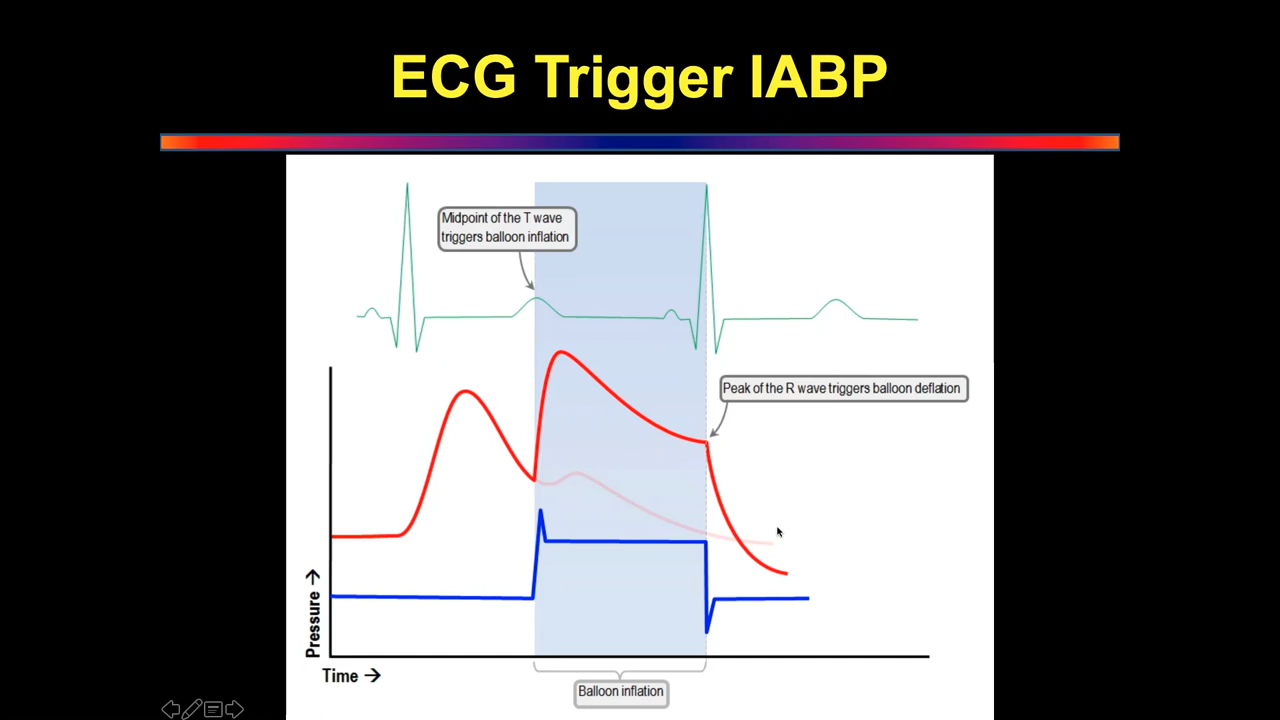 ECG Trigger IABP
Midpoint of the T wave
triggers balloon inflation
Peak of the R wave triggers balloon deflation
Pressure →
Time →
Balloon inflation